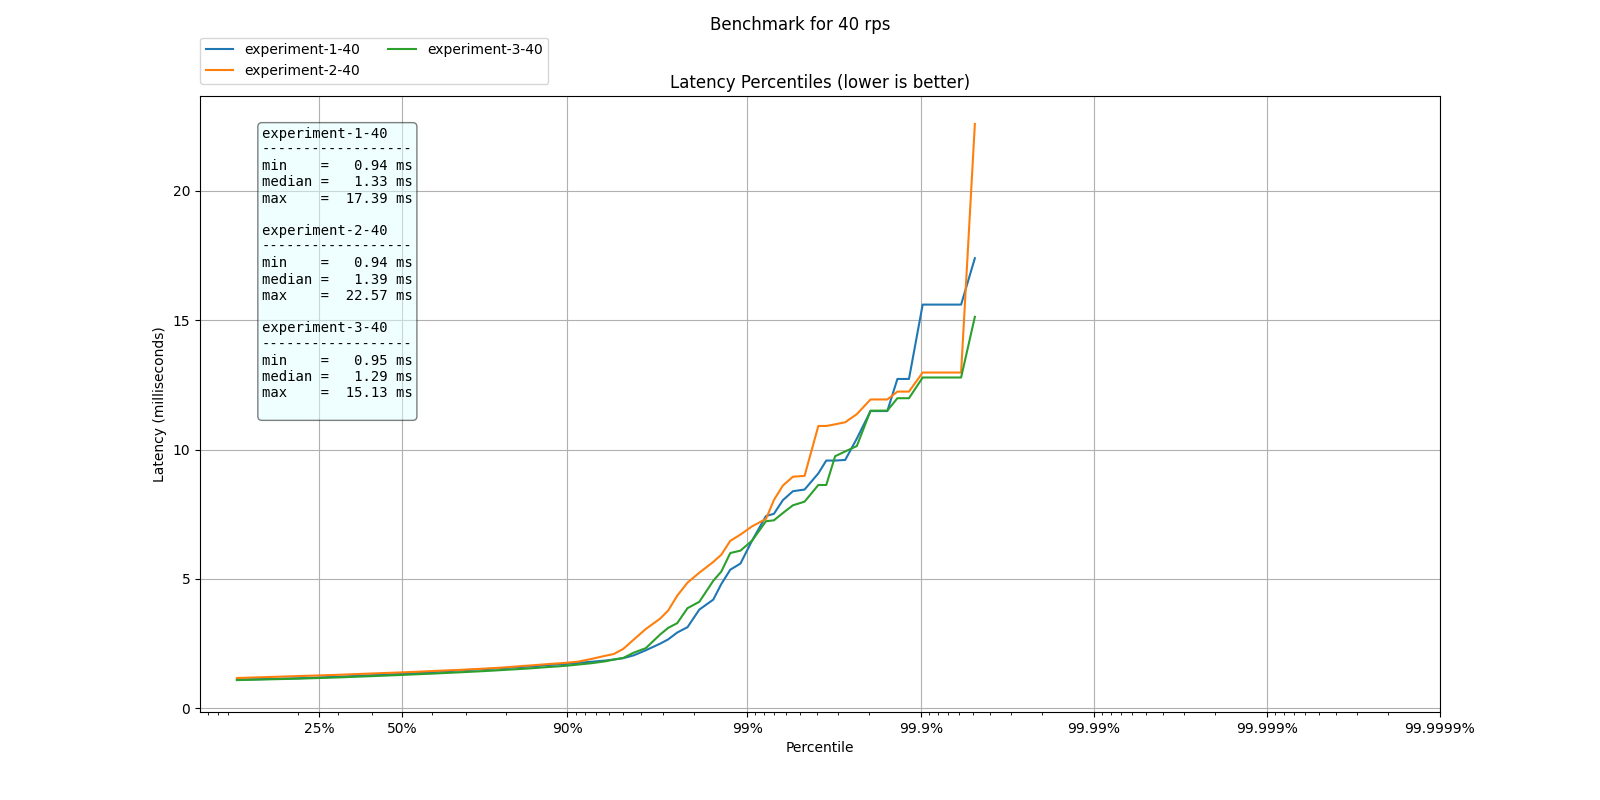 Benchmark for 40 rps
experiment-1-40
experiment-3-40
experiment-2-40
Latency Percentiles (lower is better)
experiment-1-40
------------------
min    =   0.94 ms
median =   1.33 ms
max    =  17.39 ms
experiment-2-40
------------------
min    =   0.94 ms
median =   1.39 ms
max    =  22.57 ms
experiment-3-40
------------------
min    =   0.95 ms
median =   1.29 ms
max    =  15.13 ms
20
15
10
5
0
Latency (milliseconds)
25% 50% 90% 99% 99.9% 99.99% 99.999% 99.9999%
Percentile